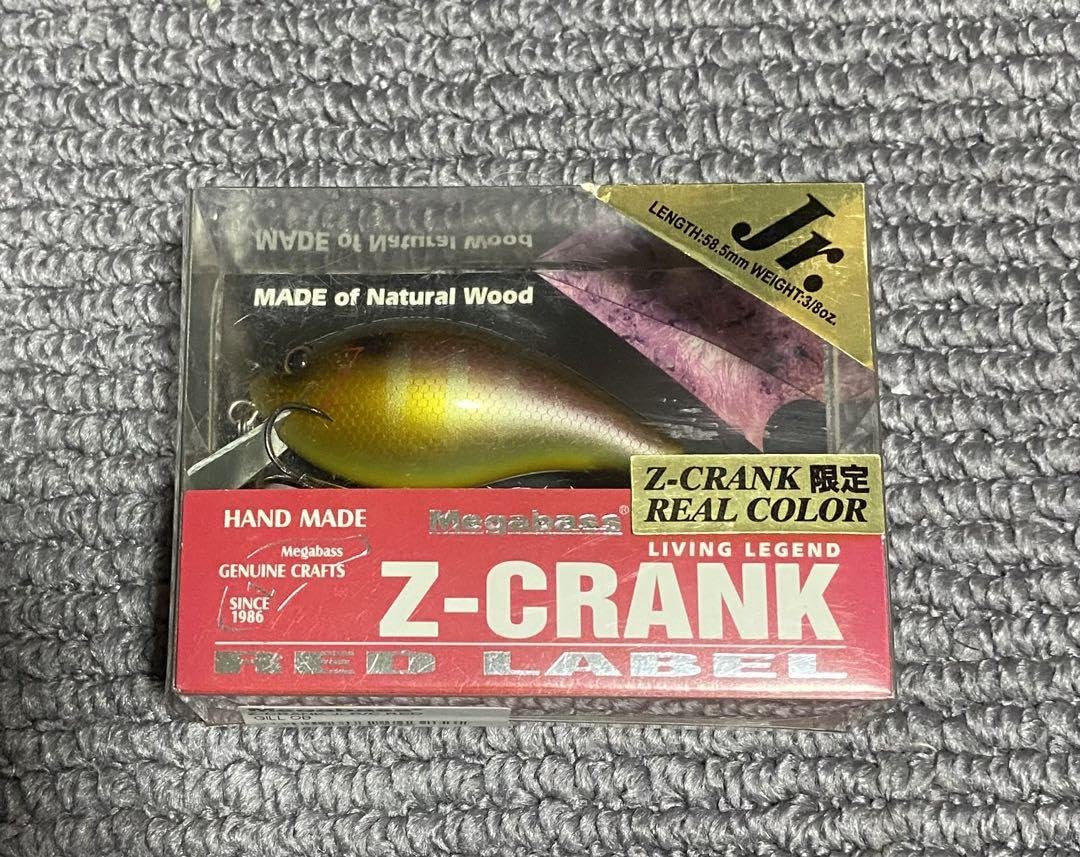 Jr.
LENGTH:58.5mm WEIGHT:3/8oz.
MADE of Natural Wood
MADE of Natural Wood
Z-CRANK 限定
REAL COLOR
HAND MADE
Megabass®
Megabass
GENUINE CRAFTS
SINCE
1986
LIVING LEGEND
Z-CRANK
RED LABEL
GILL